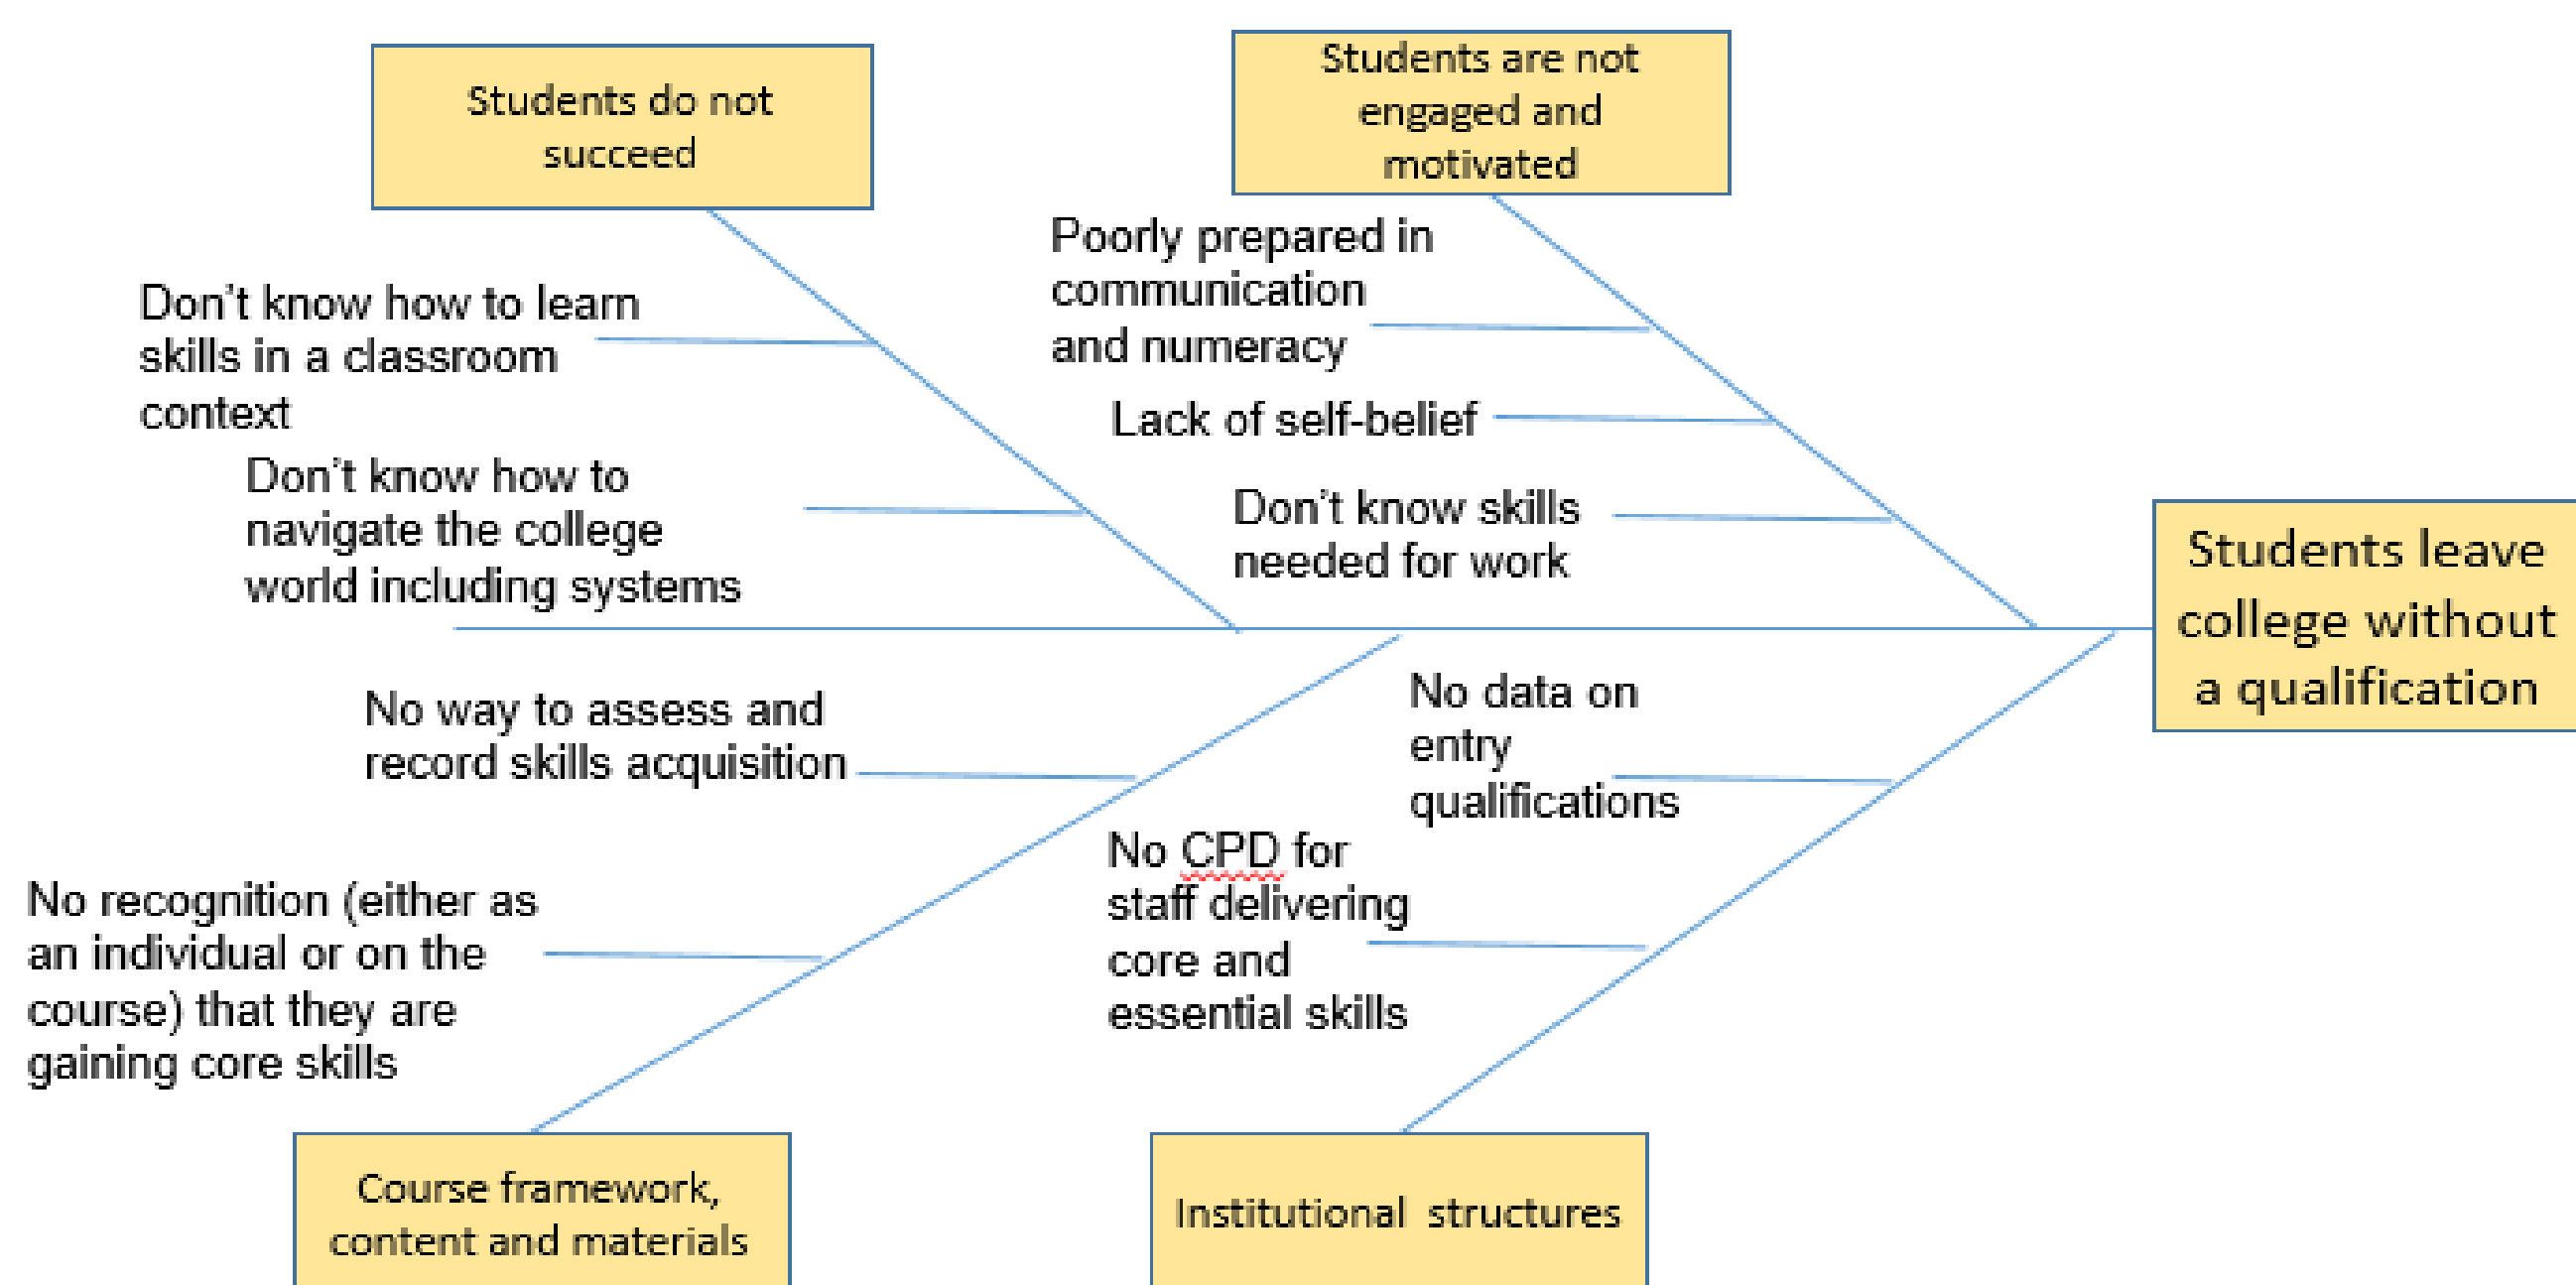 Students do not
succeed
Students are not
engaged and
motivated
Don't know how to learn
skills in a classroom
context
Don't know how to
navigate the college
world including systems
Poorly prepared in
communication
and numeracy
Lack of self-belief
Don't know skills
needed for work
Students leave
college without
a qualification
No way to assess and
record skills acquisition
No recognition (either as
an individual or on the
course) that they are
gaining core skills
No data on
entry
qualifications
No CPD for
staff delivering
core and
essential skills
Course framework,
content and materials
Institutional structures